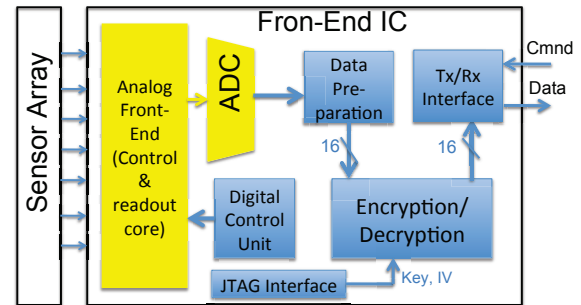 Fron-End IC
Sensor Array
Analog
Front-
End
(Control
&
readout
core)
ADC
Data
Pre-
paration
Tx/Rx
Interface
Cmnd
Data
16
16
Digital
Control
Unit
Encryption/
Decryption
JTAG Interface
Key, IV